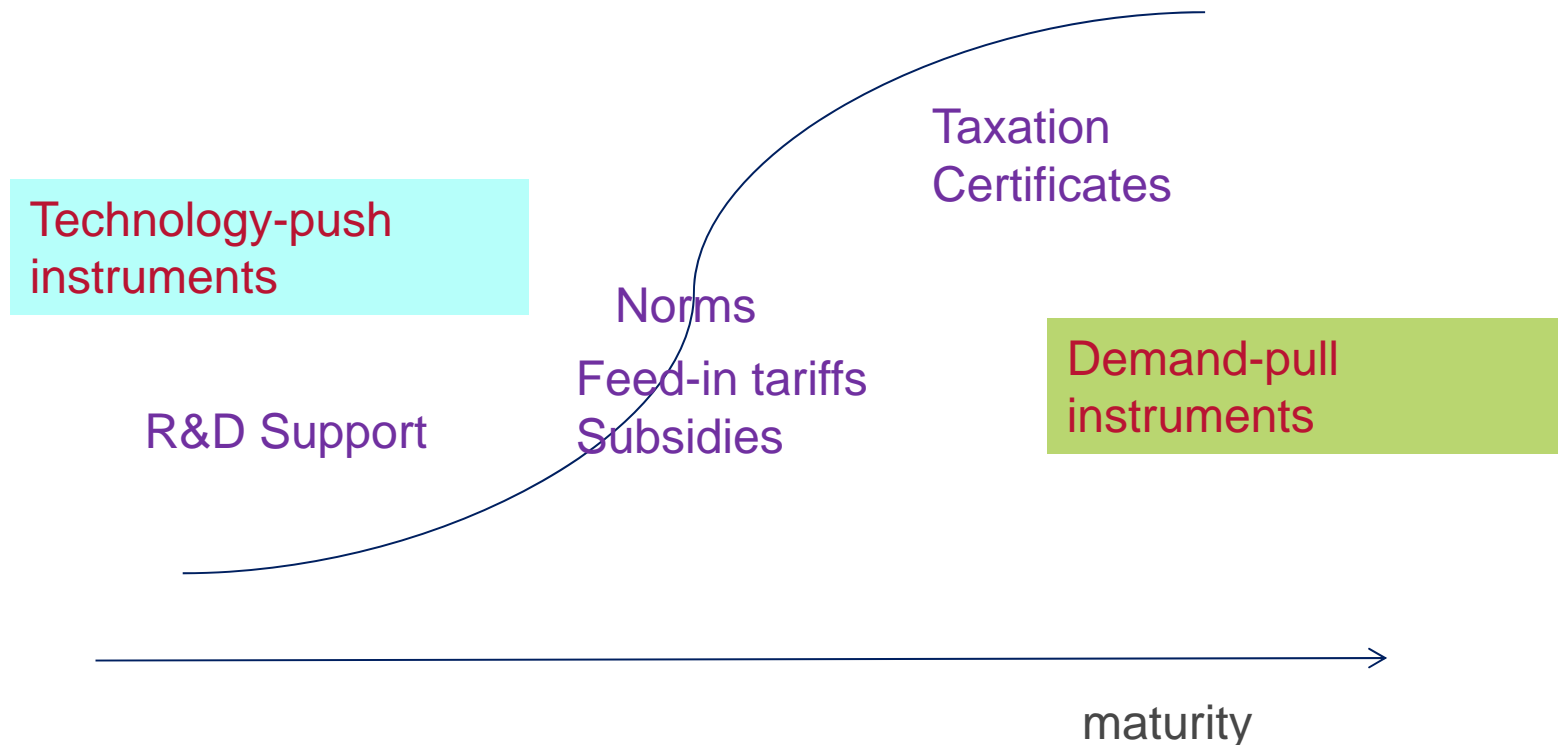 Taxation
Certificates
Technology-push
instruments
Norms
Feed-in tariffs
Subsidies
Demand-pull
instruments
R&D Support
maturity